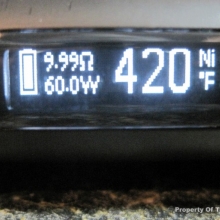 9.99Ω 420 Ni
60.0W °F
Property Of T